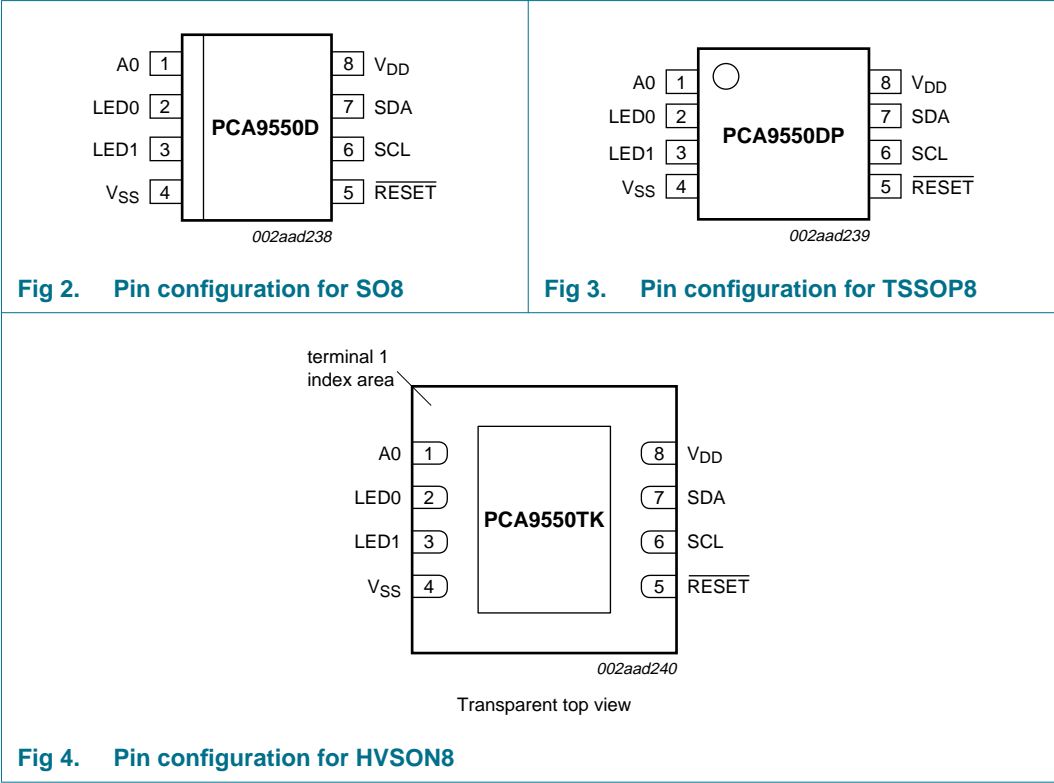 A0 1
LED0 2
LED1 3
VSS 4
PCA9550D
8 VDD
7 SDA
6 SCL
5 RESET
002aad238
Fig 2. Pin configuration for SO8
A0 1
LED0 2
LED1 3
VSS 4
PCA9550DP
8 VDD
7 SDA
6 SCL
5 RESET
002aad239
Fig 3. Pin configuration for TSSOP8
terminal 1
index area
A0 1
LED0 2
LED1 3
VSS 4
PCA9550TK
8 VDD
7 SDA
6 SCL
5 RESET
002aad240
Transparent top view
Fig 4. Pin configuration for HVSON8